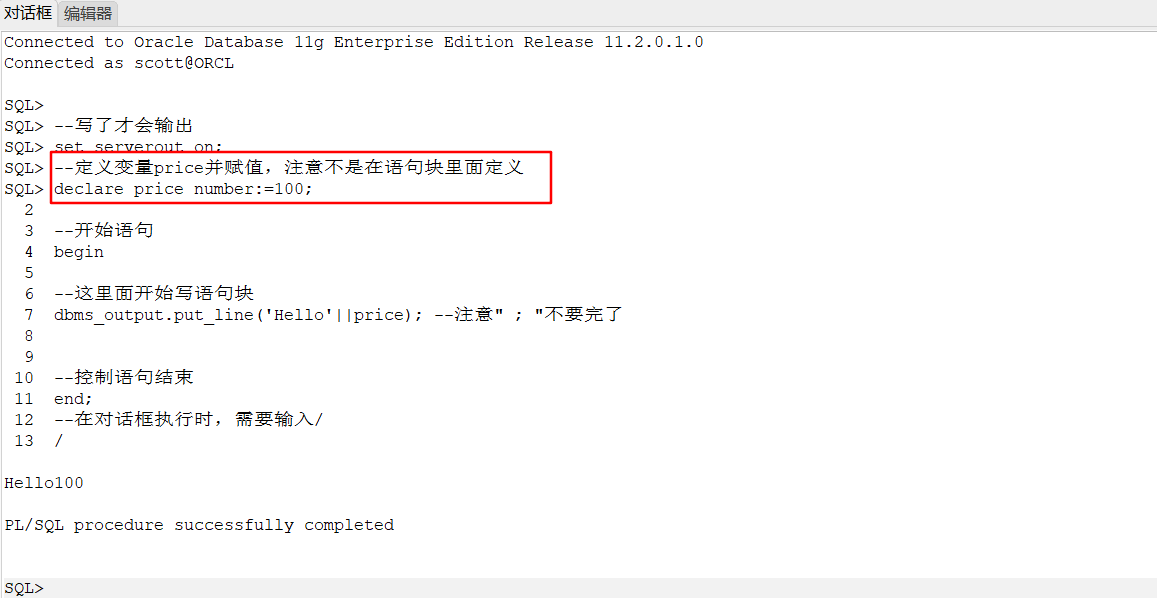 对话框 编辑器
Connected to Oracle Database 11g Enterprise Edition Release 11.2.0.1.0
Connected as scott@ORCL
SQL>
SQL> --写了才会输出
SQL> set serverout on;
SQL> --定义变量price并赋值，注意不是在语句块里面定义
SQL> declare price number:=100;
2
3 --开始语句
4 begin
5
6 --这里面开始写语句块
7 dbms_output.put_line('Hello'||price); --注意" ; "不要完了
8
9
10 --控制语句结束
11 end;
12 --在对话框执行时，需要输入/
13 /
Hello100
PL/SQL procedure successfully completed
SQL>